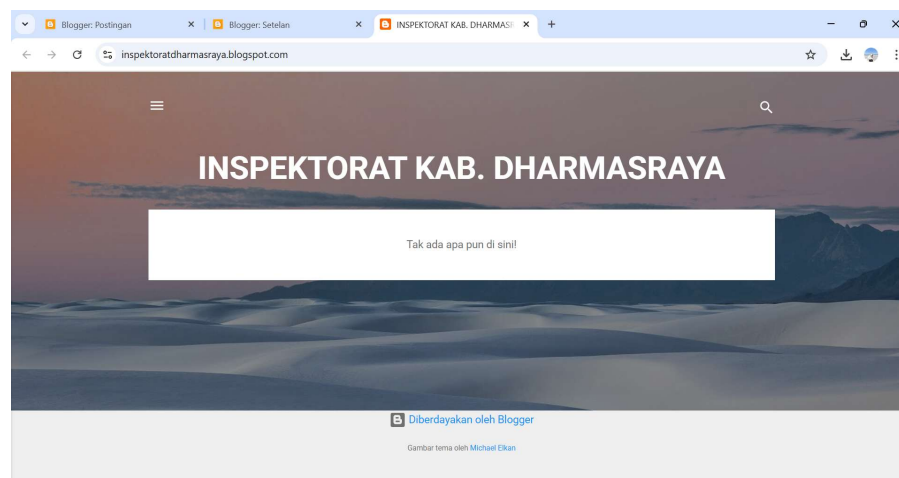 Blogger: Postingan
Blogger: Setelan
INSPEKTORAT KAB. DHARMAS
inspektoratdharmasraya.blogspot.com
INSPEKTORAT KAB. DHARMASRAYA
Tak ada apa pun di sini!
Diberdayakan oleh Blogger
Gambar tema oleh Michael Elkan